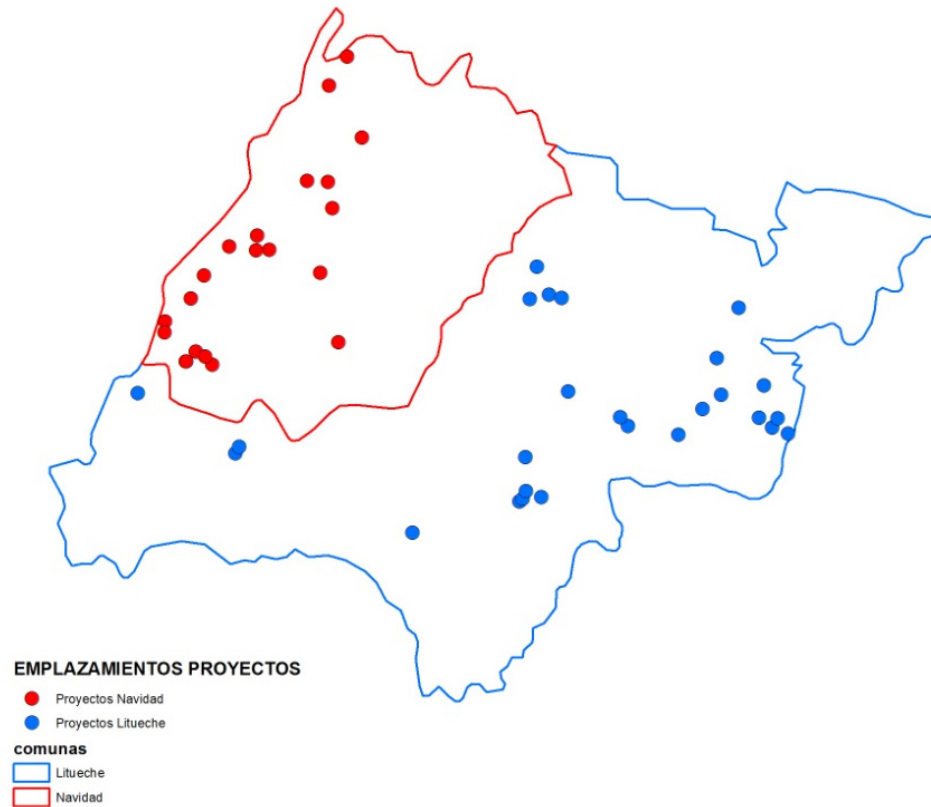 EMPLAZAMIENTOS PROYECTOS
Proyectos Navidad
Proyectos Litueche
comunas
Litueche
Navidad